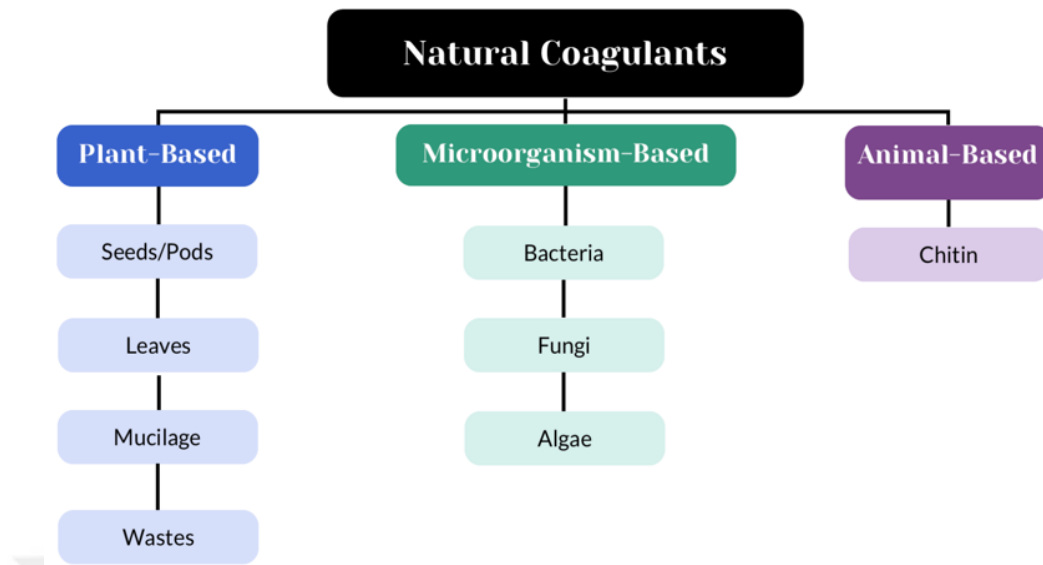 Natural Coagulants
Plant-Based
Seeds/Pods
Leaves
Mucilage
Wastes
Microorganism-Based
Bacteria
Fungi
Algae
Animal-Based
Chitin